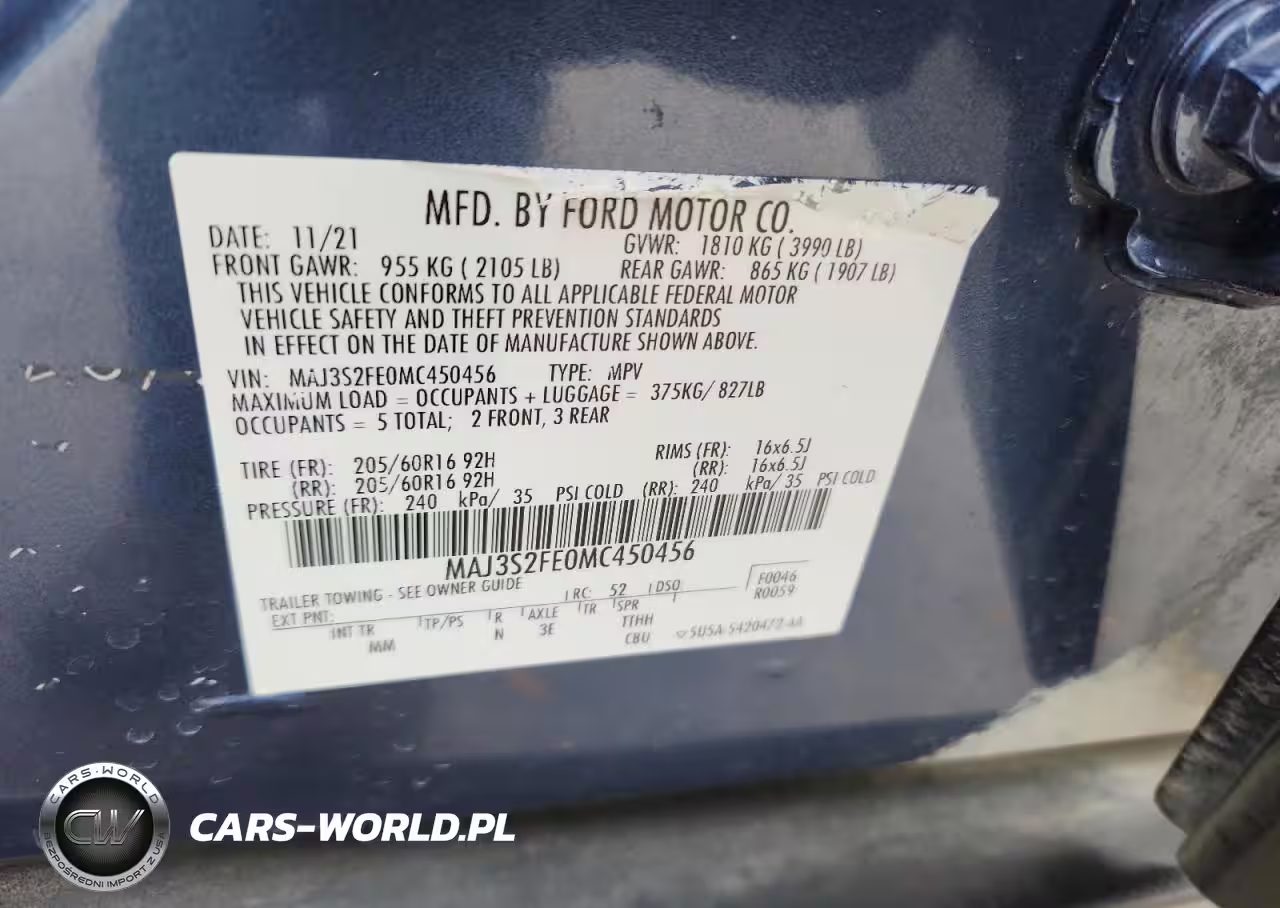 MFD. BY FORD MOTOR CO.
DATE: 11/21 GVWR: 1810 KG ( 3990 LB)
FRONT GAWR: 955 KG ( 2105 LB) REAR GAWR: 865 KG ( 1907 LB)
THIS VEHICLE CONFORMS TO ALL APPLICABLE FEDERAL MOTOR
VEHICLE SAFETY AND THEFT PREVENTION STANDARDS
IN EFFECT ON THE DATE OF MANUFACTURE SHOWN ABOVE.
VIN: MAJ3S2FE0MC450456 TYPE: MPV
MAXIMUM LOAD = OCCUPANTS + LUGGAGE = 375KG/ 827LB
OCCUPANTS = 5 TOTAL; 2 FRONT, 3 REAR
TIRE (FR): 205/60R16 92H RIMS (FR): 16x6.5J
(RR): 205/60R16 92H (RR): 16x6.5J
PRESSURE (FR): 240 kPa/ 35 PSI COLD (RR): 240 kPa/ 35 PSI COLD
MAJ3S2FE0MC450456
TRAILER TOWING - SEE OWNER GUIDE
EXT PNT: RC: 52 DSO F0046
R0059
INT TR TP/PS R AXLE TR SPR
MM N 3E TTHH
CBU
CARS-WORLD
CW
BEZPOŚREDNI IMPORT Z USA
CARS-WORLD.PL